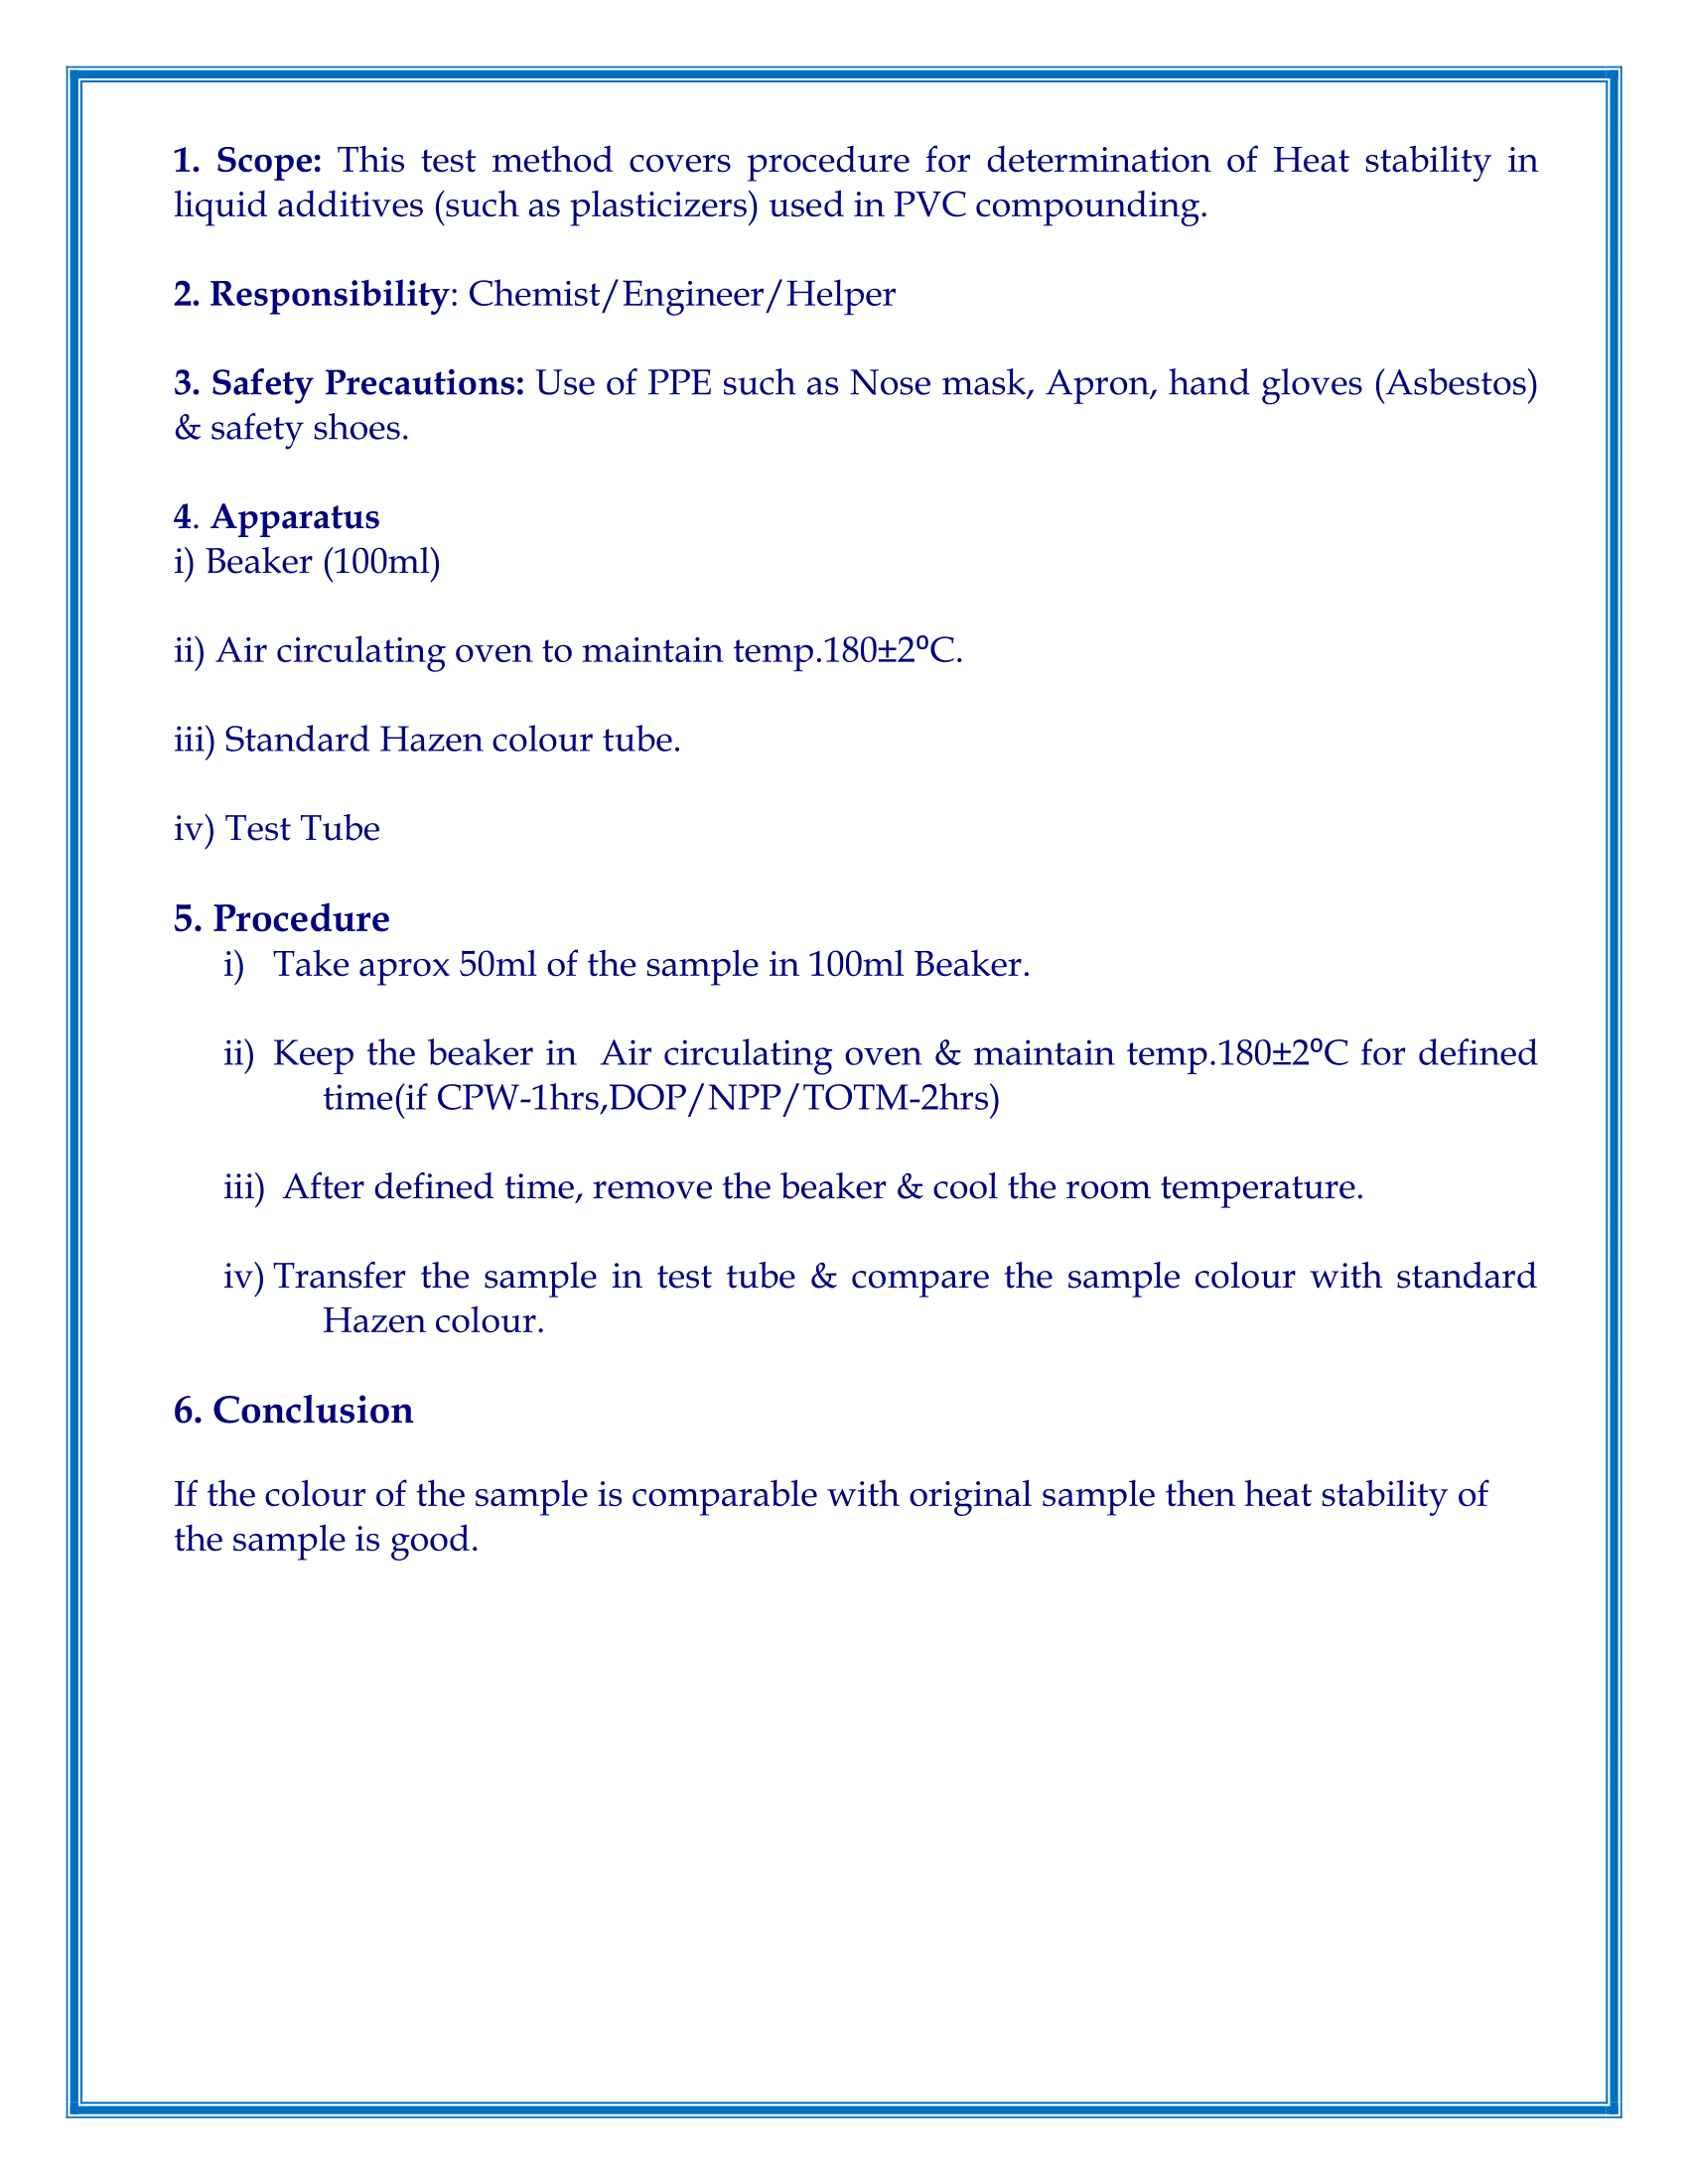 1. Scope: This test method covers procedure for determination of Heat stability in
liquid additives (such as plasticizers) used in PVC compounding.
2. Responsibility: Chemist/Engineer/Helper
3. Safety Precautions: Use of PPE such as Nose mask, Apron, hand gloves (Asbestos)
& safety shoes.
4. Apparatus
i) Beaker (100ml)
ii) Air circulating oven to maintain temp.180±2⁰C.
iii) Standard Hazen colour tube.
iv) Test Tube
5. Procedure
i) Take aprox 50ml of the sample in 100ml Beaker.
ii) Keep the beaker in Air circulating oven & maintain temp.180±2⁰C for defined
time(if CPW-1hrs,DOP/NPP/TOTM-2hrs)
iii) After defined time, remove the beaker & cool the room temperature.
iv) Transfer the sample in test tube & compare the sample colour with standard
Hazen colour.
6. Conclusion
If the colour of the sample is comparable with original sample then heat stability of
the sample is good.